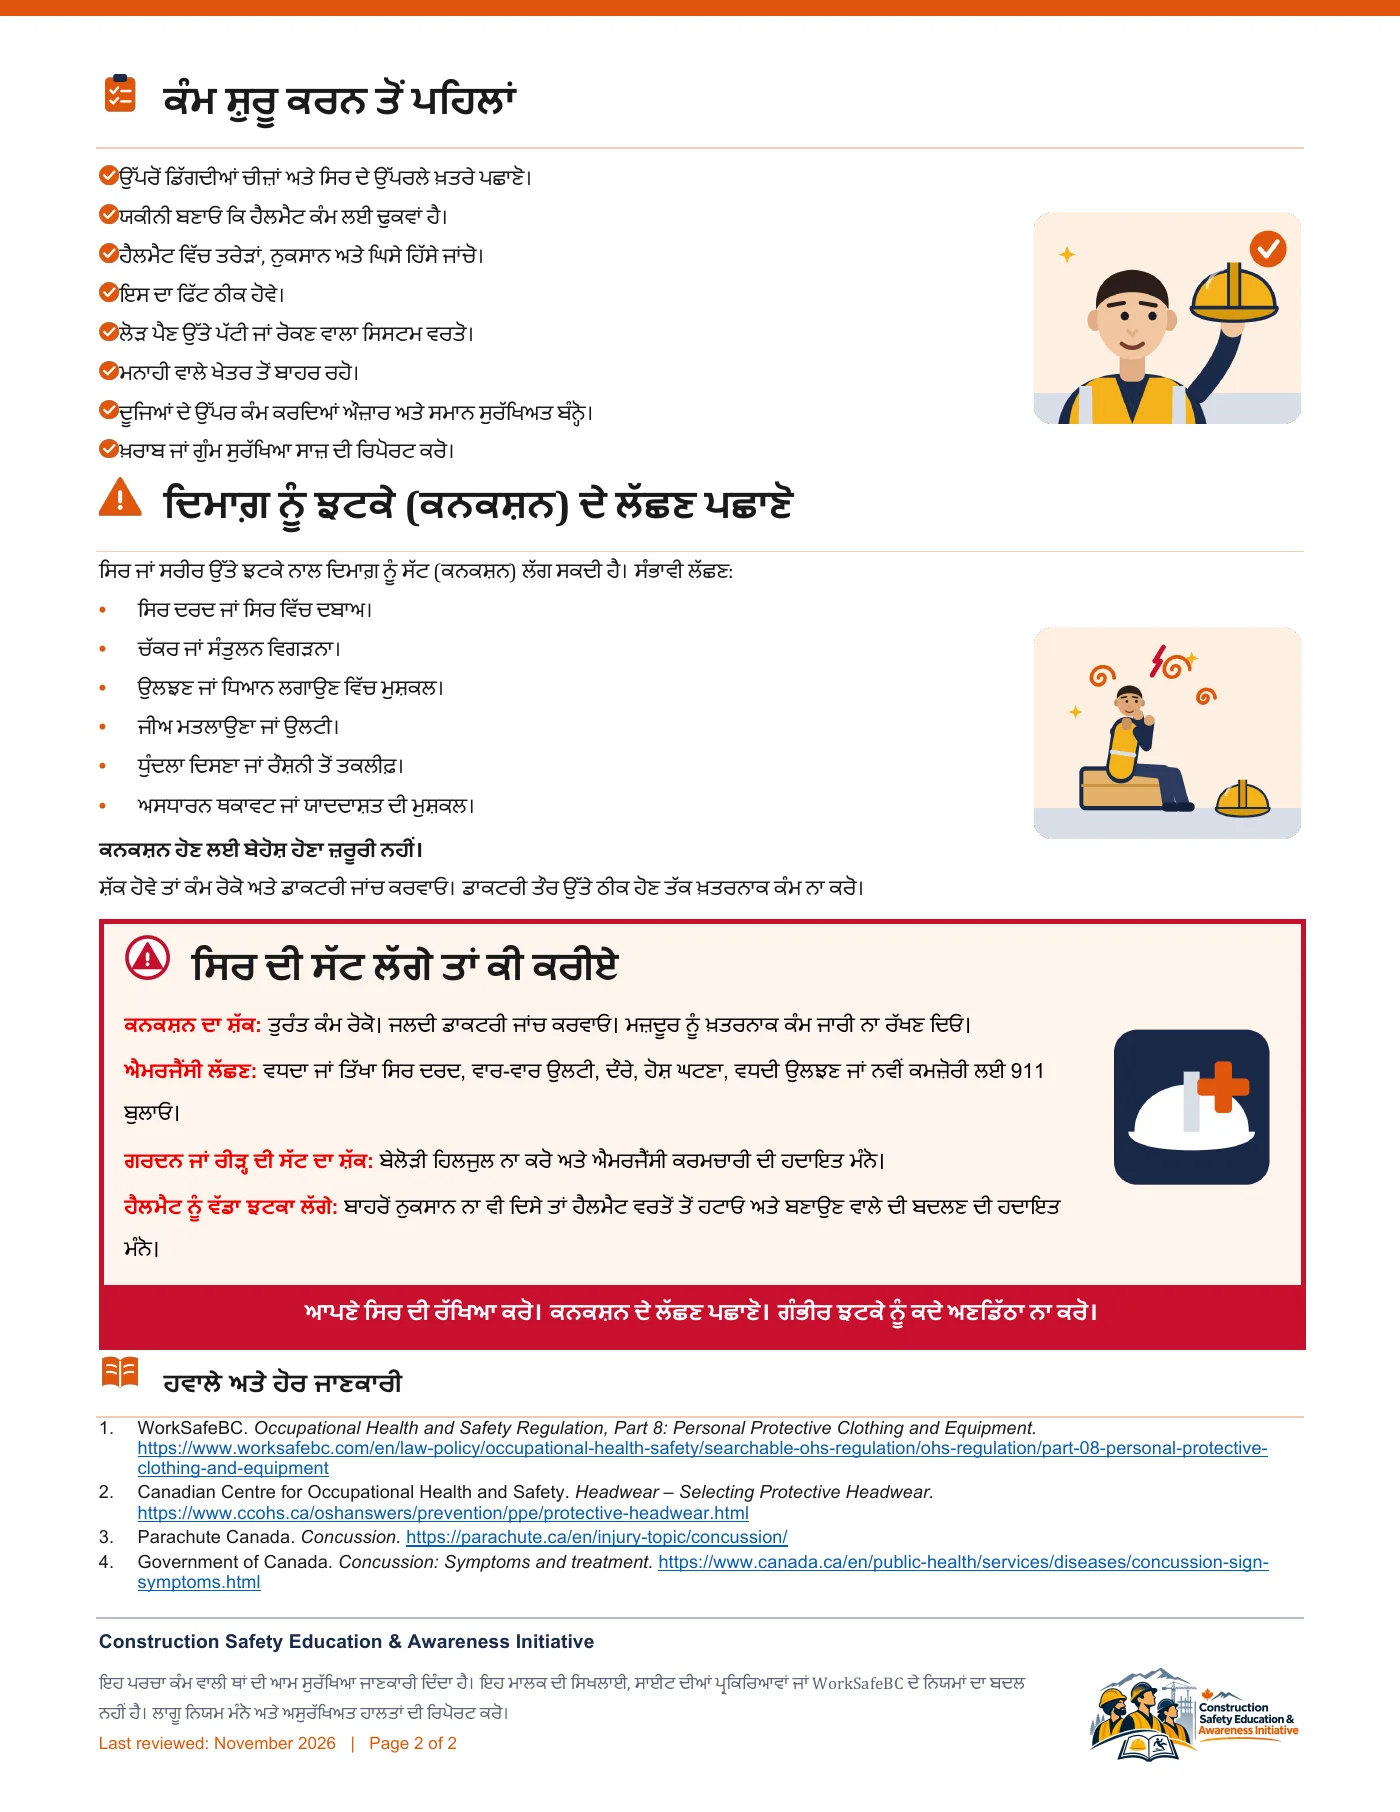 ਕੰਮ ਸ਼ੁਰੂ ਕਰਨ ਤੋਂ ਪਹਿਲਾਂ
ਉੱਪਰੋਂ ਡਿੱਗਦੀਆਂ ਚੀਜ਼ਾਂ ਅਤੇ ਸਿਰ ਦੇ ਉੱਪਰਲੇ ਖ਼ਤਰੇ ਪਛਾਣੋ।
ਯਕੀਨੀ ਬਣਾਓ ਕਿ ਹੈਲਮੈਟ ਕੰਮ ਲਈ ਢੁਕਵਾਂ ਹੈ।
ਹੈਲਮੈਟ ਵਿੱਚ ਤਰੇੜਾਂ, ਨੁਕਸਾਨ ਅਤੇ ਘਿਸੇ ਹਿੱਸੇ ਜਾਂਚੋ।
ਇਸ ਦਾ ਫਿੱਟ ਠੀਕ ਹੋਵੇ।
ਲੋੜ ਪੈਣ ਉੱਤੇ ਪੱਟੀ ਜਾਂ ਰੋਕਣ ਵਾਲਾ ਸਿਸਟਮ ਵਰਤੋ।
ਮਨਾਹੀ ਵਾਲੇ ਖੇਤਰ ਤੋਂ ਬਾਹਰ ਰਹੋ।
ਦੂਜਿਆਂ ਦੇ ਉੱਪਰ ਕੰਮ ਕਰਦਿਆਂ ਔਜ਼ਾਰ ਅਤੇ ਸਮਾਨ ਸੁਰੱਖਿਅਤ ਬੰਨ੍ਹੋ।
ਖ਼ਰਾਬ ਜਾਂ ਗੁੰਮ ਸੁਰੱਖਿਆ ਸਾਜ਼ ਦੀ ਰਿਪੋਰਟ ਕਰੋ।
ਦਿਮਾਗ਼ ਨੂੰ ਝਟਕੇ (ਕਨਕਸ਼ਨ) ਦੇ ਲੱਛਣ ਪਛਾਣੋ
ਸਿਰ ਜਾਂ ਸਰੀਰ ਉੱਤੇ ਝਟਕੇ ਨਾਲ ਦਿਮਾਗ਼ ਨੂੰ ਸੱਟ (ਕਨਕਸ਼ਨ) ਲੱਗ ਸਕਦੀ ਹੈ। ਸੰਭਾਵੀ ਲੱਛਣ:
• ਸਿਰ ਦਰਦ ਜਾਂ ਸਿਰ ਵਿੱਚ ਦਬਾਅ।
• ਚੱਕਰ ਜਾਂ ਸੰਤੁਲਨ ਵਿਗੜਨਾ।
• ਉਲਝਣ ਜਾਂ ਧਿਆਨ ਲਗਾਉਣ ਵਿੱਚ ਮੁਸ਼ਕਲ।
• ਜੀਅ ਮਤਲਾਉਣਾ ਜਾਂ ਉਲਟੀ।
• ਧੁੰਦਲਾ ਦਿਸਣਾ ਜਾਂ ਰੌਸ਼ਨੀ ਤੋਂ ਤਕਲੀਫ਼।
• ਅਸਧਾਰਨ ਥਕਾਵਟ ਜਾਂ ਯਾਦਦਾਸ਼ਤ ਦੀ ਮੁਸ਼ਕਲ।
ਕਨਕਸ਼ਨ ਹੋਣ ਲਈ ਬੇਹੋਸ਼ ਹੋਣਾ ਜ਼ਰੂਰੀ ਨਹੀਂ।
ਸ਼ੱਕ ਹੋਵੇ ਤਾਂ ਕੰਮ ਰੋਕੋ ਅਤੇ ਡਾਕਟਰੀ ਜਾਂਚ ਕਰਵਾਓ। ਡਾਕਟਰੀ ਤੌਰ ਉੱਤੇ ਠੀਕ ਹੋਣ ਤੱਕ ਖ਼ਤਰਨਾਕ ਕੰਮ ਨਾ ਕਰੋ।
ਸਿਰ ਦੀ ਸੱਟ ਲੱਗੇ ਤਾਂ ਕੀ ਕਰੀਏ
ਕਨਕਸ਼ਨ ਦਾ ਸ਼ੱਕ: ਤੁਰੰਤ ਕੰਮ ਰੋਕੋ। ਜਲਦੀ ਡਾਕਟਰੀ ਜਾਂਚ ਕਰਵਾਓ। ਮਜ਼ਦੂਰ ਨੂੰ ਖ਼ਤਰਨਾਕ ਕੰਮ ਜਾਰੀ ਨਾ ਰੱਖਣ ਦਿਓ।
ਐਮਰਜੈਂਸੀ ਲੱਛਣ: ਵਧਦਾ ਜਾਂ ਤਿੱਖਾ ਸਿਰ ਦਰਦ, ਵਾਰ-ਵਾਰ ਉਲਟੀ, ਦੌਰੇ, ਹੋਸ਼ ਘਟਣਾ, ਵਧਦੀ ਉਲਝਣ ਜਾਂ ਨਵੀਂ ਕਮਜ਼ੋਰੀ ਲਈ 911
ਬੁਲਾਓ।
ਗਰਦਨ ਜਾਂ ਰੀੜ੍ਹ ਦੀ ਸੱਟ ਦਾ ਸ਼ੱਕ: ਬੇਲੋੜੀ ਹਿਲਜੁਲ ਨਾ ਕਰੋ ਅਤੇ ਐਮਰਜੈਂਸੀ ਕਰਮਚਾਰੀ ਦੀ ਹਦਾਇਤ ਮੰਨੋ।
ਹੈਲਮੈਟ ਨੂੰ ਵੱਡਾ ਝਟਕਾ ਲੱਗੇ: ਬਾਹਰੋਂ ਨੁਕਸਾਨ ਨਾ ਵੀ ਦਿਸੇ ਤਾਂ ਹੈਲਮੈਟ ਵਰਤੋਂ ਤੋਂ ਹਟਾਓ ਅਤੇ ਬਣਾਉਣ ਵਾਲੇ ਦੀ ਬਦਲਣ ਦੀ ਹਦਾਇਤ
ਮੰਨੋ।
ਆਪਣੇ ਸਿਰ ਦੀ ਰੱਖਿਆ ਕਰੋ। ਕਨਕਸ਼ਨ ਦੇ ਲੱਛਣ ਪਛਾਣੋ। ਗੰਭੀਰ ਝਟਕੇ ਨੂੰ ਕਦੇ ਅਣਡਿੱਠਾ ਨਾ ਕਰੋ।
ਹਵਾਲੇ ਅਤੇ ਹੋਰ ਜਾਣਕਾਰੀ
1. WorkSafeBC. Occupational Health and Safety Regulation, Part 8: Personal Protective Clothing and Equipment.
https://www.worksafebc.com/en/law-policy/occupational-health-safety/searchable-ohs-regulation/ohs-regulation/part-08-personal-protective-
clothing-and-equipment
2. Canadian Centre for Occupational Health and Safety. Headwear – Selecting Protective Headwear.
https://www.ccohs.ca/oshanswers/prevention/ppe/protective-headwear.html
3. Parachute Canada. Concussion. https://parachute.ca/en/injury-topic/concussion/
4. Government of Canada. Concussion: Symptoms and treatment. https://www.canada.ca/en/public-health/services/diseases/concussion-sign-
symptoms.html
Construction Safety Education & Awareness Initiative
ਇਹ ਪਰਚਾ ਕੰਮ ਵਾਲੀ ਥਾਂ ਦੀ ਆਮ ਸੁਰੱਖਿਆ ਜਾਣਕਾਰੀ ਦਿੰਦਾ ਹੈ। ਇਹ ਮਾਲਕ ਦੀ ਸਿਖਲਾਈ, ਸਾਈਟ ਦੀਆਂ ਪ੍ਰਕਿਰਿਆਵਾਂ ਜਾਂ WorkSafeBC ਦੇ ਨਿਯਮਾਂ ਦਾ ਬਦਲ
ਨਹੀਂ ਹੈ। ਲਾਗੂ ਨਿਯਮ ਮੰਨੋ ਅਤੇ ਅਸੁਰੱਖਿਅਤ ਹਾਲਤਾਂ ਦੀ ਰਿਪੋਰਟ ਕਰੋ।
Last reviewed: November 2026 | Page 2 of 2
Construction
Safety Education &
Awareness Initiative